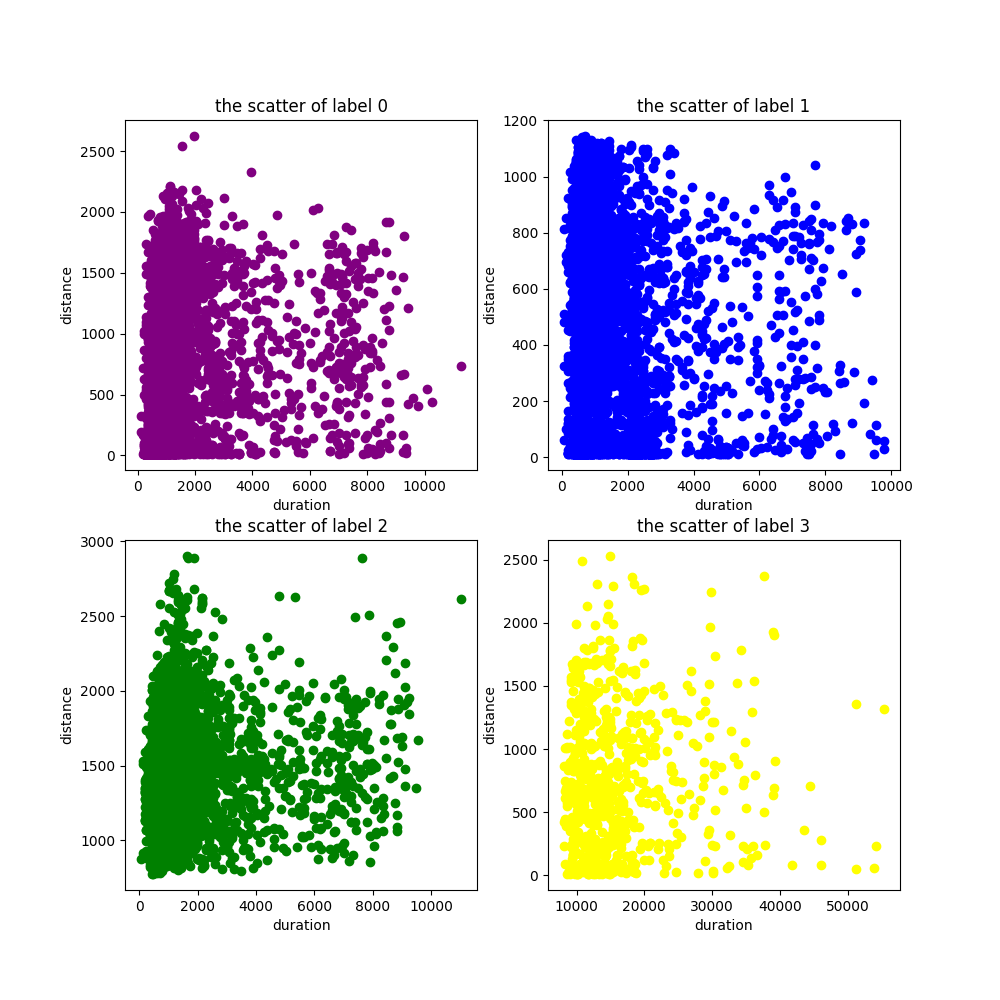 the scatter of label 0
the scatter of label 1
2500
2000
1500
1000
500
0
distance
0 2000 4000 6000 8000 10000
duration
1200
1000
800
600
400
200
0
distance
0 2000 4000 6000 8000 10000
duration
the scatter of label 2
the scatter of label 3
3000
2500
2000
1500
1000
distance
0 2000 4000 6000 8000 10000
duration
2500
2000
1500
1000
500
0
distance
10000 20000 30000 40000 50000
duration